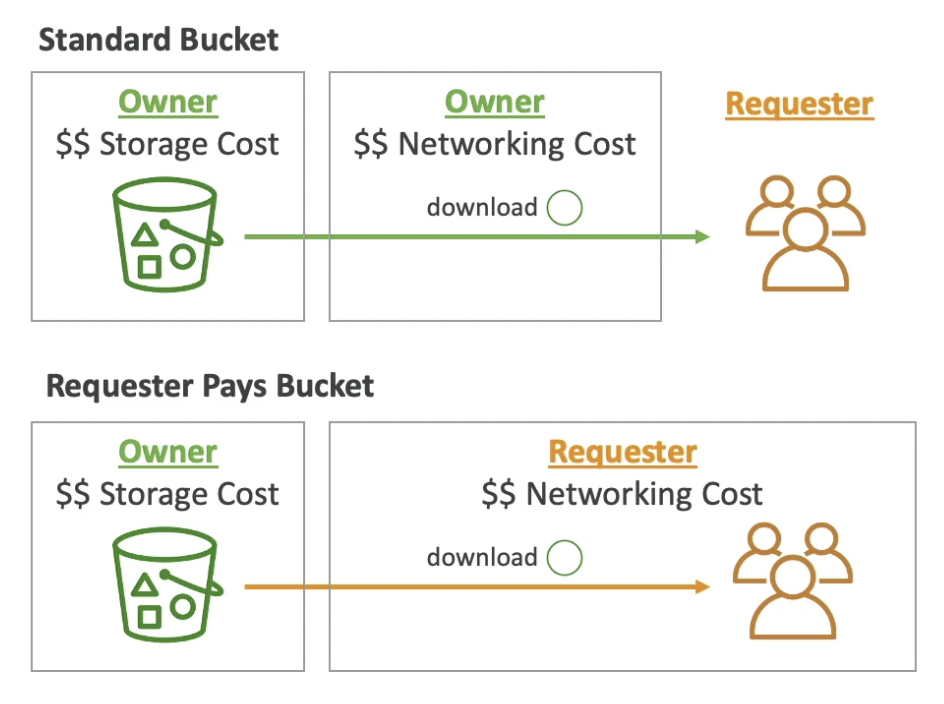 Standard Bucket
Owner
$$ Storage Cost
Owner
$$ Networking Cost
download
Requester
Requester Pays Bucket
Owner
$$ Storage Cost
Requester
$$ Networking Cost
download